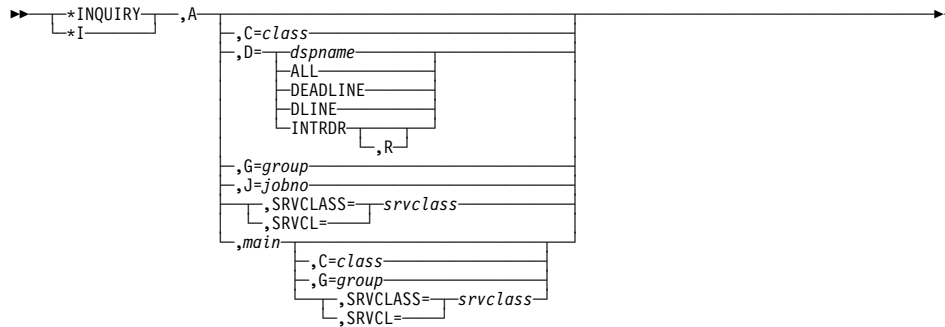 *INQUIRY ,A
*I
,C=class
,D= dspname
ALL
DEADLINE
DLINE
INTRDR
,R
,G=group
,J=jobno
,SRVCLASS= srvclass
,SRVCL=
,main
,C=class
,G=group
,SRVCLASS= srvclass
,SRVCL=